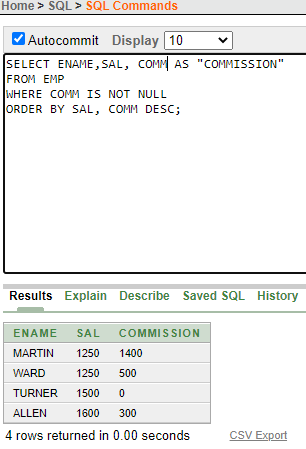 Home > SQL > SQL Commands
Autocommit Display 10
SELECT ENAME,SAL, COMM AS "COMMISSION"
FROM EMP
WHERE COMM IS NOT NULL
ORDER BY SAL, COMM DESC;
Results Explain Describe Saved SQL History
ENAME SAL COMMISSION
MARTIN 1250 1400
WARD 1250 500
TURNER 1500 0
ALLEN 1600 300
4 rows returned in 0.00 seconds CSV Export